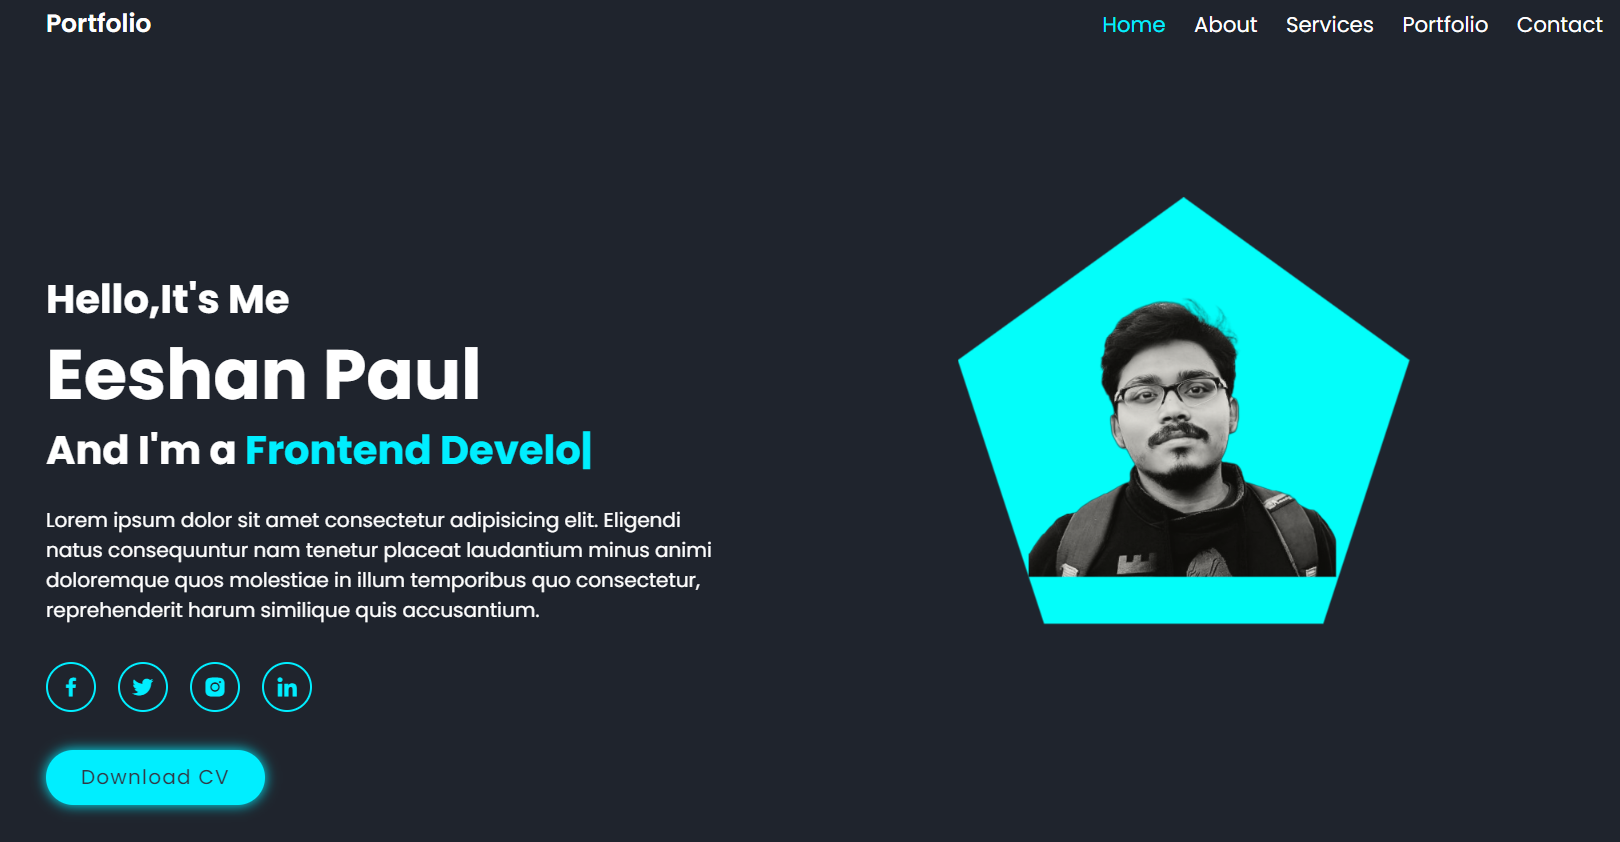 Portfolio
Home About Services Portfolio Contact
Hello,It's Me
Eeshan Paul
And I'm a Frontend Develo|
Lorem ipsum dolor sit amet consectetur adipisicing elit. Eligendi
natus consequuntur nam tenetur placeat laudantium minus animi
doloremque quos molestiae in illum temporibus quo consectetur,
reprehenderit harum similique quis accusantium.
Download CV